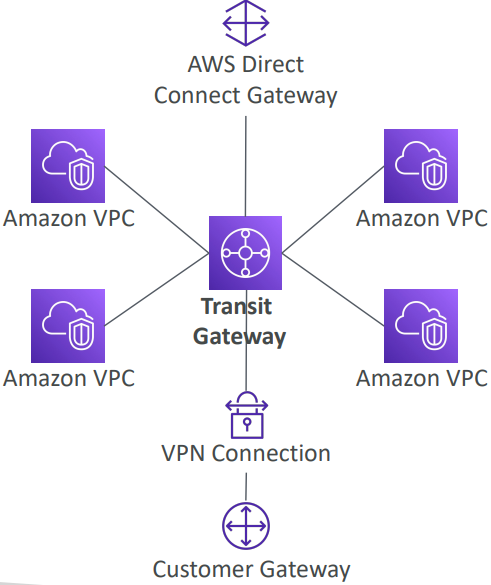 AWS Direct
Connect Gateway
Amazon VPC
Amazon VPC
Transit
Gateway
Amazon VPC
Amazon VPC
VPN Connection
Customer Gateway